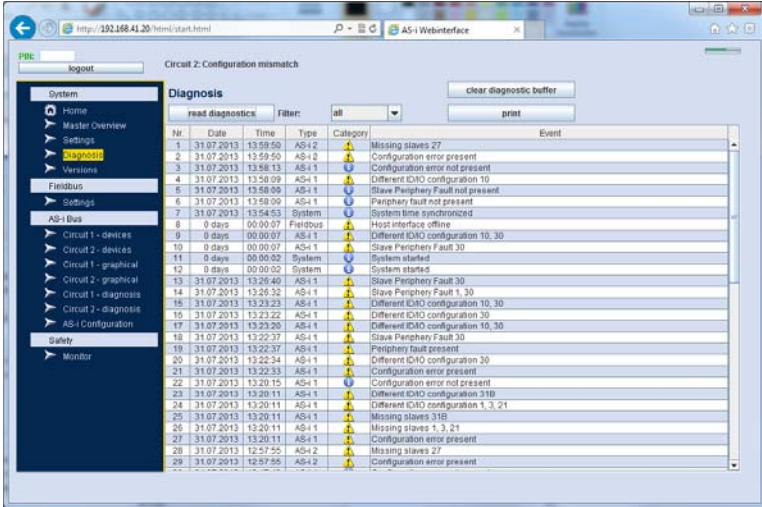 http://192.168.41.20/html/start.html
AS-i Webinterface
PIN:
logout
Circuit 2: Configuration mismatch
System
Home
Master Overview
Settings
Diagnosis
Versions
Fieldbus
Settings
AS-i Bus
Circuit 1 - devices
Circuit 2 - devices
Circuit 1 - graphical
Circuit 2 - graphical
Circuit 1 - diagnosis
Circuit 2 - diagnosis
AS-i Configuration
Safety
Monitor
Diagnosis
clear diagnostic buffer
read diagnostics Filter: all print
Nr. Date Time Type Category Event
1 31.07.2013 13:59:50 AS-i 2 Missing slaves 27
2 31.07.2013 13:59:50 AS-i 2 Configuration error present
3 31.07.2013 13:58:13 AS-i 1 Configuration error not present
4 31.07.2013 13:58:09 AS-i 1 Different ID/IO configuration 10
5 31.07.2013 13:58:09 AS-i 1 Slave Periphery Fault not present
6 31.07.2013 13:58:09 AS-i 1 Periphery fault not present
7 31.07.2013 13:54:53 System System time synchronized
8 0 days 00:00:07 Fieldbus Host interface offline
9 0 days 00:00:07 AS-i 1 Different ID/IO configuration 10, 30
10 0 days 00:00:07 AS-i 1 Slave Periphery Fault 30
11 0 days 00:00:02 System System started
12 0 days 00:00:02 System System started
13 31.07.2013 13:26:40 AS-i 1 Slave Periphery Fault 30
14 31.07.2013 13:26:32 AS-i 1 Slave Periphery Fault 1, 30
15 31.07.2013 13:23:23 AS-i 1 Different ID/IO configuration 10, 30
16 31.07.2013 13:23:22 AS-i 1 Different ID/IO configuration 30
17 31.07.2013 13:23:20 AS-i 1 Different ID/IO configuration 10, 30
18 31.07.2013 13:22:37 AS-i 1 Slave Periphery Fault 30
19 31.07.2013 13:22:37 AS-i 1 Periphery fault present
20 31.07.2013 13:22:34 AS-i 1 Different ID/IO configuration 30
21 31.07.2013 13:22:33 AS-i 1 Configuration error present
22 31.07.2013 13:20:15 AS-i 1 Configuration error not present
23 31.07.2013 13:20:11 AS-i 1 Different ID/IO configuration 31B
24 31.07.2013 13:20:11 AS-i 1 Different ID/IO configuration 1, 3, 21
25 31.07.2013 13:20:11 AS-i 1 Missing slaves 31B
26 31.07.2013 13:20:11 AS-i 1 Missing slaves 1, 3, 21
27 31.07.2013 13:20:11 AS-i 1 Configuration error present
28 31.07.2013 12:57:55 AS-i 2 Missing slaves 27
29 31.07.2013 12:57:55 AS-i 2 Configuration error present